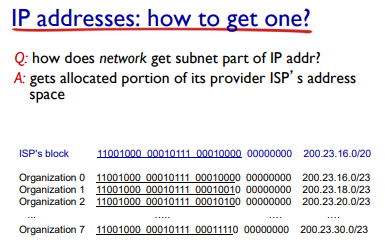 IP addresses: how to get one?
Q: how does network get subnet part of IP addr?
A: gets allocated portion of its provider ISP’s address
space
ISP's block 11001000 00010111 00010000 00000000 200.23.16.0/20
Organization 0 11001000 00010111 00010000 00000000 200.23.16.0/23
Organization 1 11001000 00010111 00010010 00000000 200.23.18.0/23
Organization 2 11001000 00010111 00010100 00000000 200.23.20.0/23
... ..... .... ....
Organization 7 11001000 00010111 00011110 00000000 200.23.30.0/23